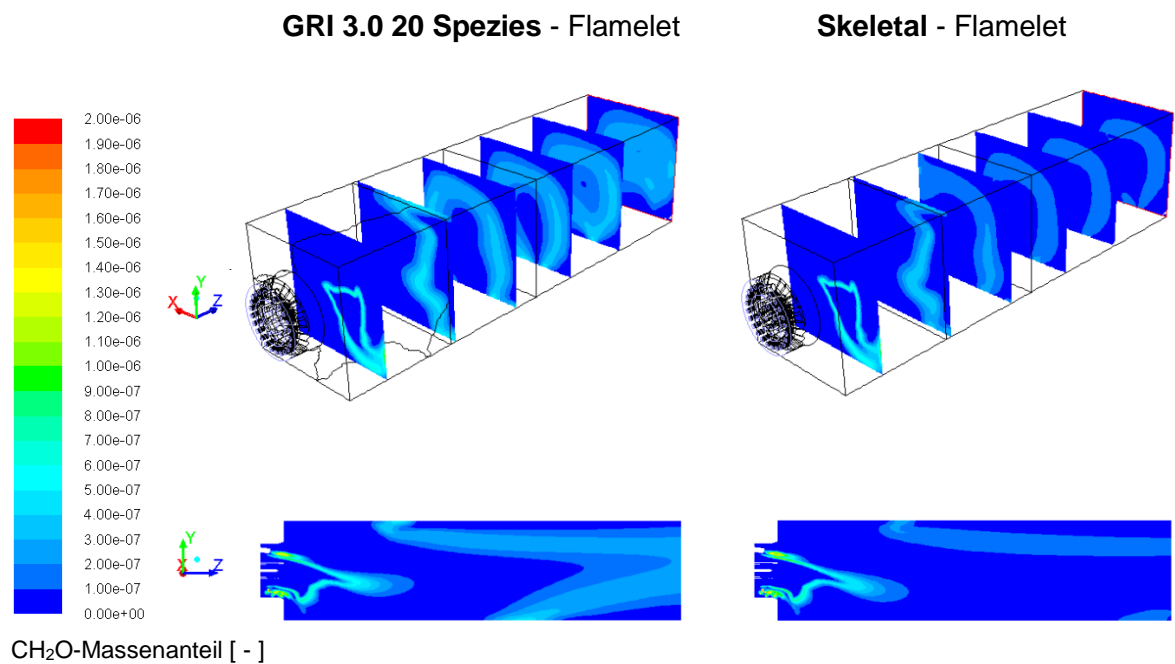 GRI 3.0 20 Spezies - Flamelet
Skeletal - Flamelet
2.00e-06
1.90e-06
1.80e-06
1.70e-06
1.60e-06
1.50e-06
1.40e-06
1.30e-06
1.20e-06
1.10e-06
1.00e-06
9.00e-07
8.00e-07
7.00e-07
6.00e-07
5.00e-07
4.00e-07
3.00e-07
2.00e-07
1.00e-07
0.00e+00
Y
X Z
Y
X Z
CH₂O-Massenanteil [ - ]